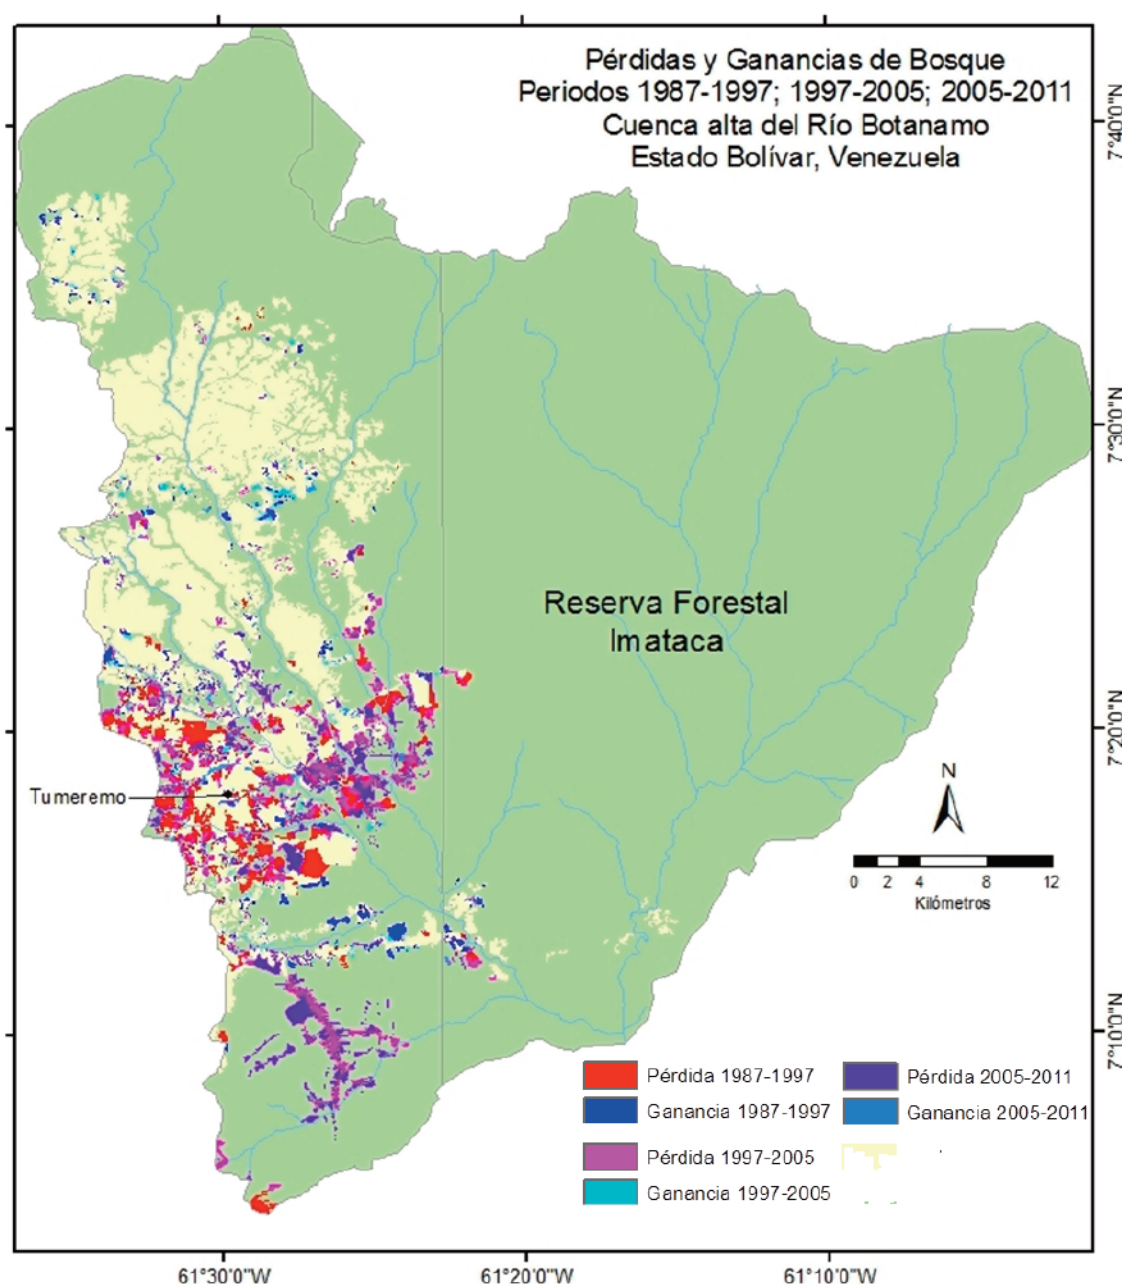 Pérdidas y Ganancias de Bosque
Periodos 1987-1997; 1997-2005; 2005-2011
Cuenca alta del Río Botanamo
Estado Bolívar, Venezuela
7°40'0"N
7°30'0"N
Reserva Forestal
Imataca
7°20'0"N
Tumeremo
N
0 2 4 8 12
Kilómetros
7°10'0"N
Pérdida 1987-1997
Ganancia 1987-1997
Pérdida 1997-2005
Ganancia 1997-2005
Pérdida 2005-2011
Ganancia 2005-2011
61°30'0"W 61°20'0"W 61°10'0"W